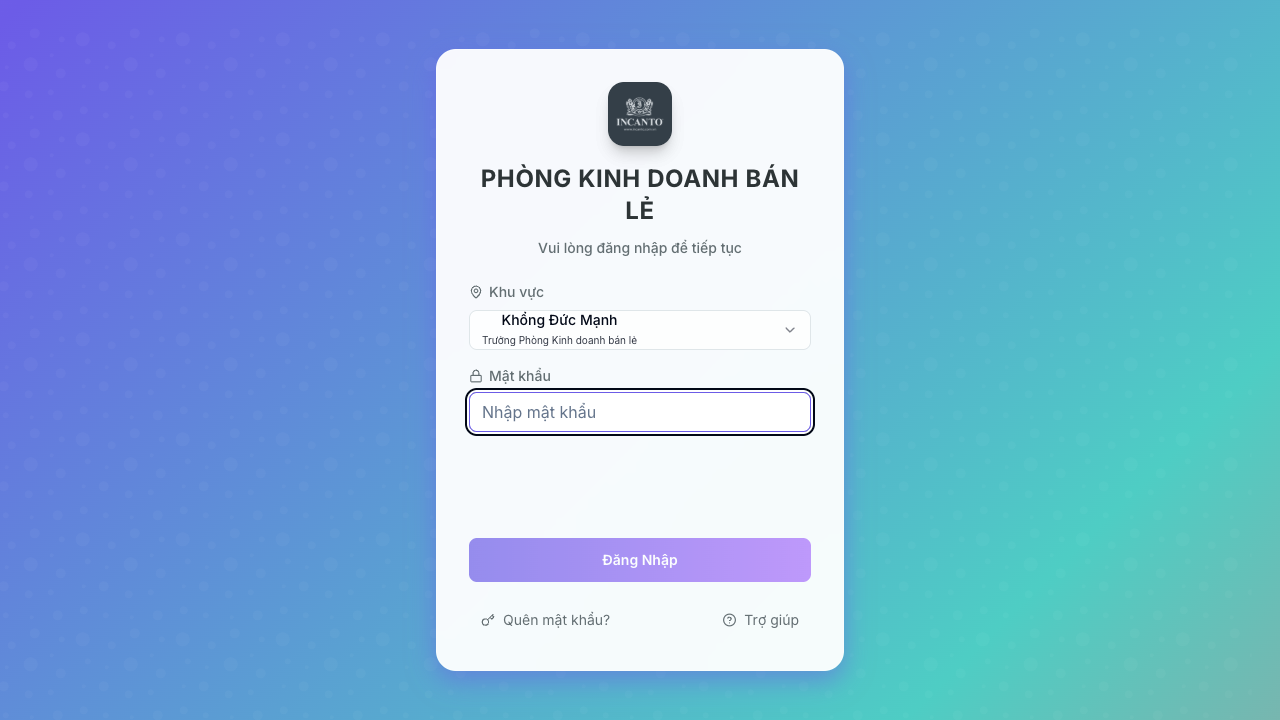 INCANTO
PHÒNG KINH DOANH BÁN
LẺ
Vui lòng đăng nhập để tiếp tục
Khu vực
Khổng Đức Mạnh
Trưởng Phòng Kinh doanh bán lẻ
Mật khẩu
Nhập mật khẩu
Đăng Nhập
Quên mật khẩu?
Trợ giúp